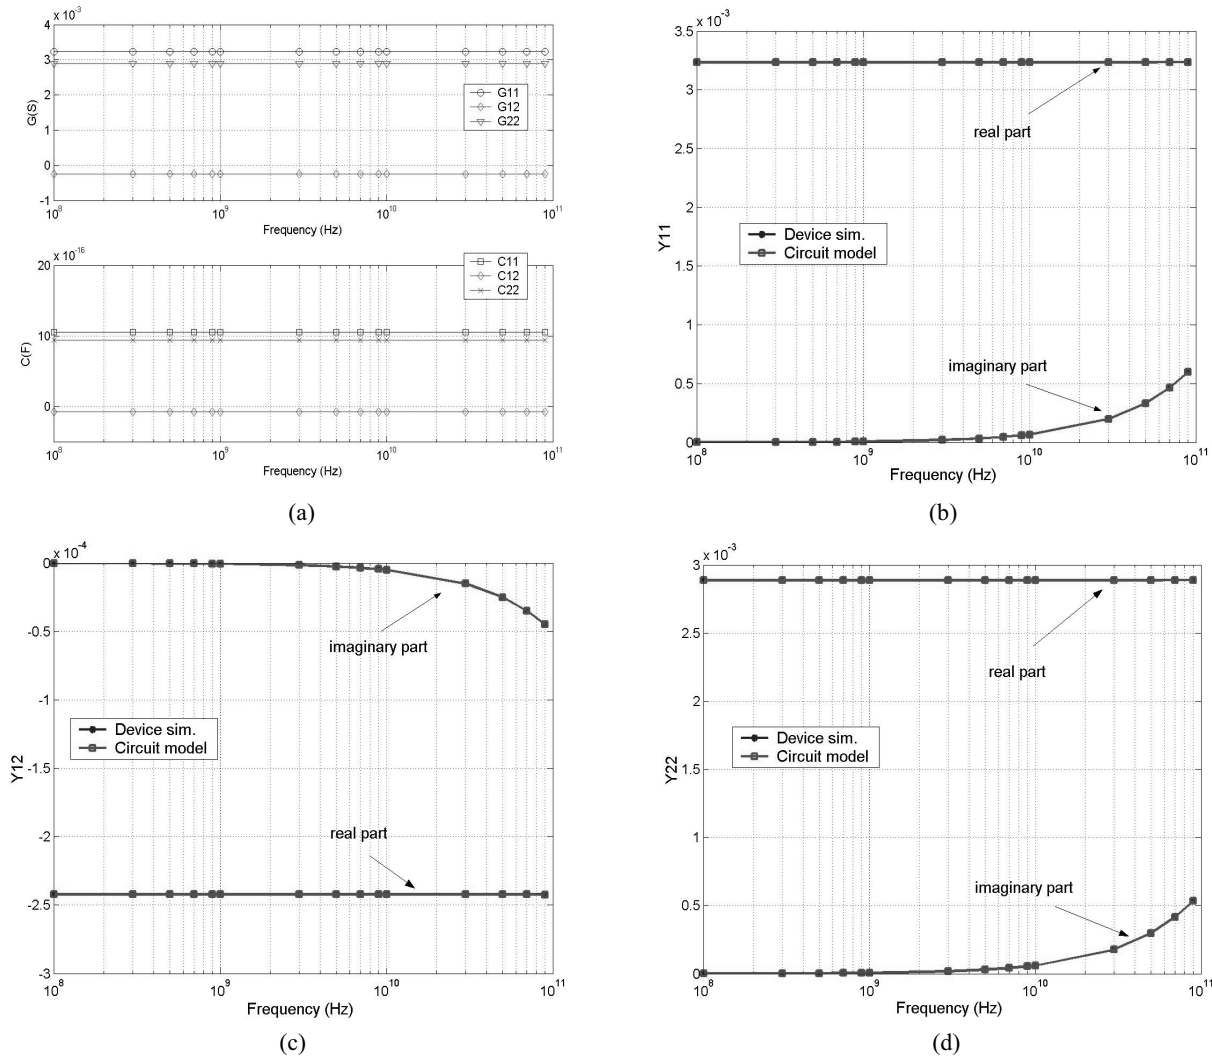 x 10^-3
4
3
2
1
0
-1
G(S)
G11
G12
G22
10^8 10^9 10^10 10^11
Frequency (Hz)
x 10^-16
20
10
0
C(F)
C11
C12
C22
10^8 10^9 10^10 10^11
Frequency (Hz)
(a)
x 10^-3
3.5
3
2.5
2
1.5
1
0.5
0
Y11
real part
Device sim.
Circuit model
imaginary part
10^8 10^9 10^10 10^11
Frequency (Hz)
(b)
x 10^-4
0
-0.5
-1
-1.5
-2
-2.5
-3
Y12
imaginary part
Device sim.
Circuit model
real part
10^8 10^9 10^10 10^11
Frequency (Hz)
(c)
x 10^-3
3
2.5
2
1.5
1
0.5
0
Y22
real part
Device sim.
Circuit model
imaginary part
10^8 10^9 10^10 10^11
Frequency (Hz)
(d)